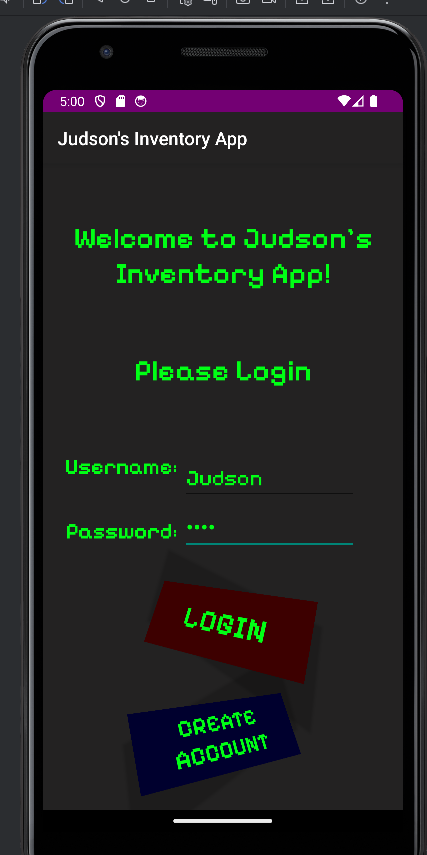 5:00
Judson's Inventory App
Welcome to Judson's
Inventory App!
Please Login
Username:
Judson
Password:
••••
LOGIN
CREATE
ACCOUNT